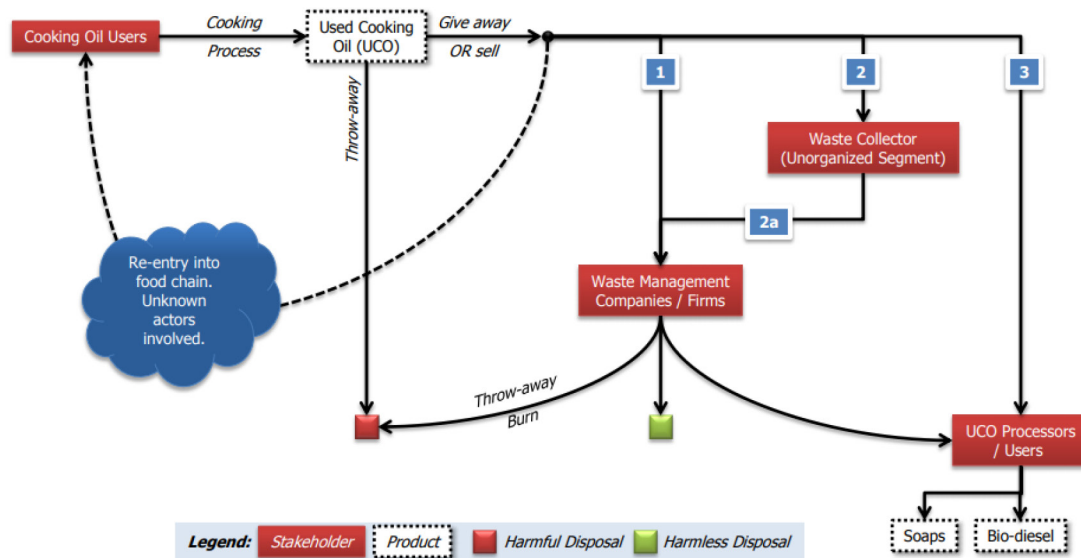 Cooking Oil Users
Cooking
Process
Used Cooking
Oil (UCO)
Give away
OR sell
1
2
3
Throw-away
Waste Collector
(Unorganized Segment)
2a
Re-entry into
food chain.
Unknown
actors
involved.
Waste Management
Companies / Firms
Throw-away
Burn
UCO Processors
/ Users
Soaps
Bio-diesel
Legend:
Stakeholder
Product
Harmful Disposal
Harmless Disposal